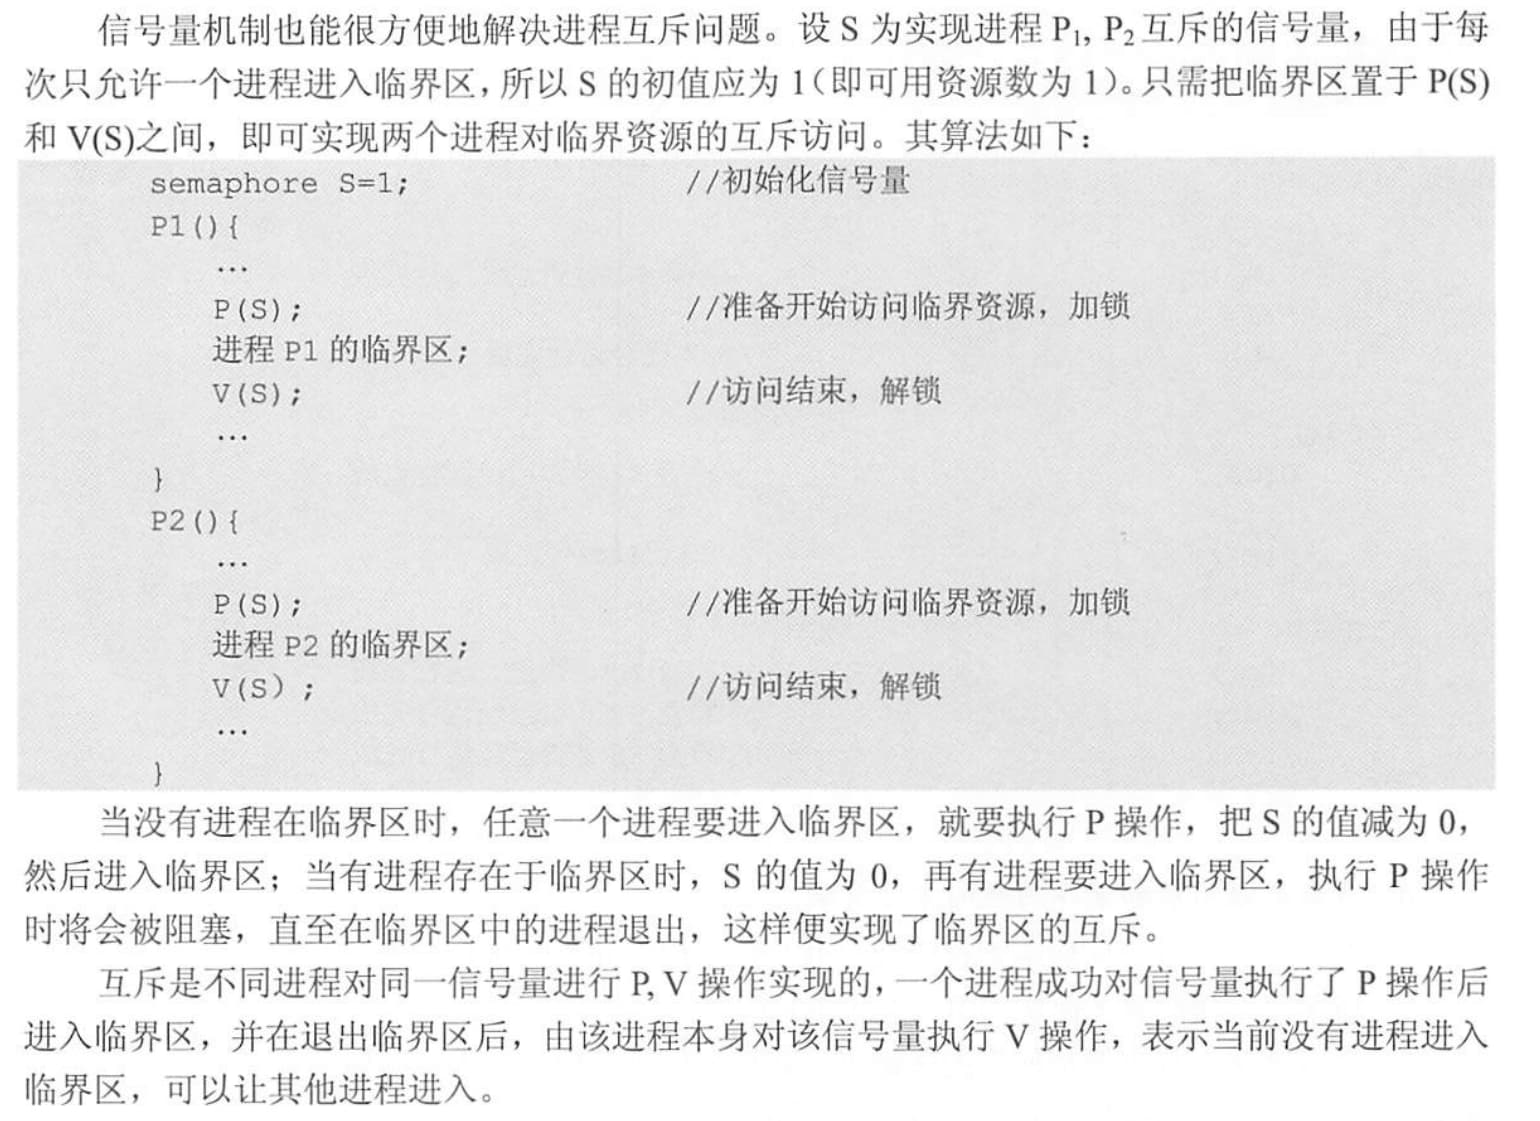 信号量机制也能很方便地解决进程互斥问题。设 S 为实现进程 P₁, P₂ 互斥的信号量，由于每
次只允许一个进程进入临界区，所以 S 的初值应为 1（即可用资源数为 1）。只需把临界区置于 P(S)
和 V(S)之间，即可实现两个进程对临界资源的互斥访问。其算法如下：
semaphore S=1; //初始化信号量
P1(){
…
P(S); //准备开始访问临界资源，加锁
进程 P1 的临界区;
V(S); //访问结束，解锁
…
}
P2(){
…
P(S); //准备开始访问临界资源，加锁
进程 P2 的临界区;
V(S）; //访问结束，解锁
…
}
当没有进程在临界区时，任意一个进程要进入临界区，就要执行 P 操作，把 S 的值减为 0，
然后进入临界区；当有进程存在于临界区时，S 的值为 0，再有进程要进入临界区，执行 P 操作
时将会被阻塞，直至在临界区中的进程退出，这样便实现了临界区的互斥。
互斥是不同进程对同一信号量进行 P, V 操作实现的，一个进程成功对信号量执行了 P 操作后
进入临界区，并在退出临界区后，由该进程本身对该信号量执行 V 操作，表示当前没有进程进入
临界区，可以让其他进程进入。